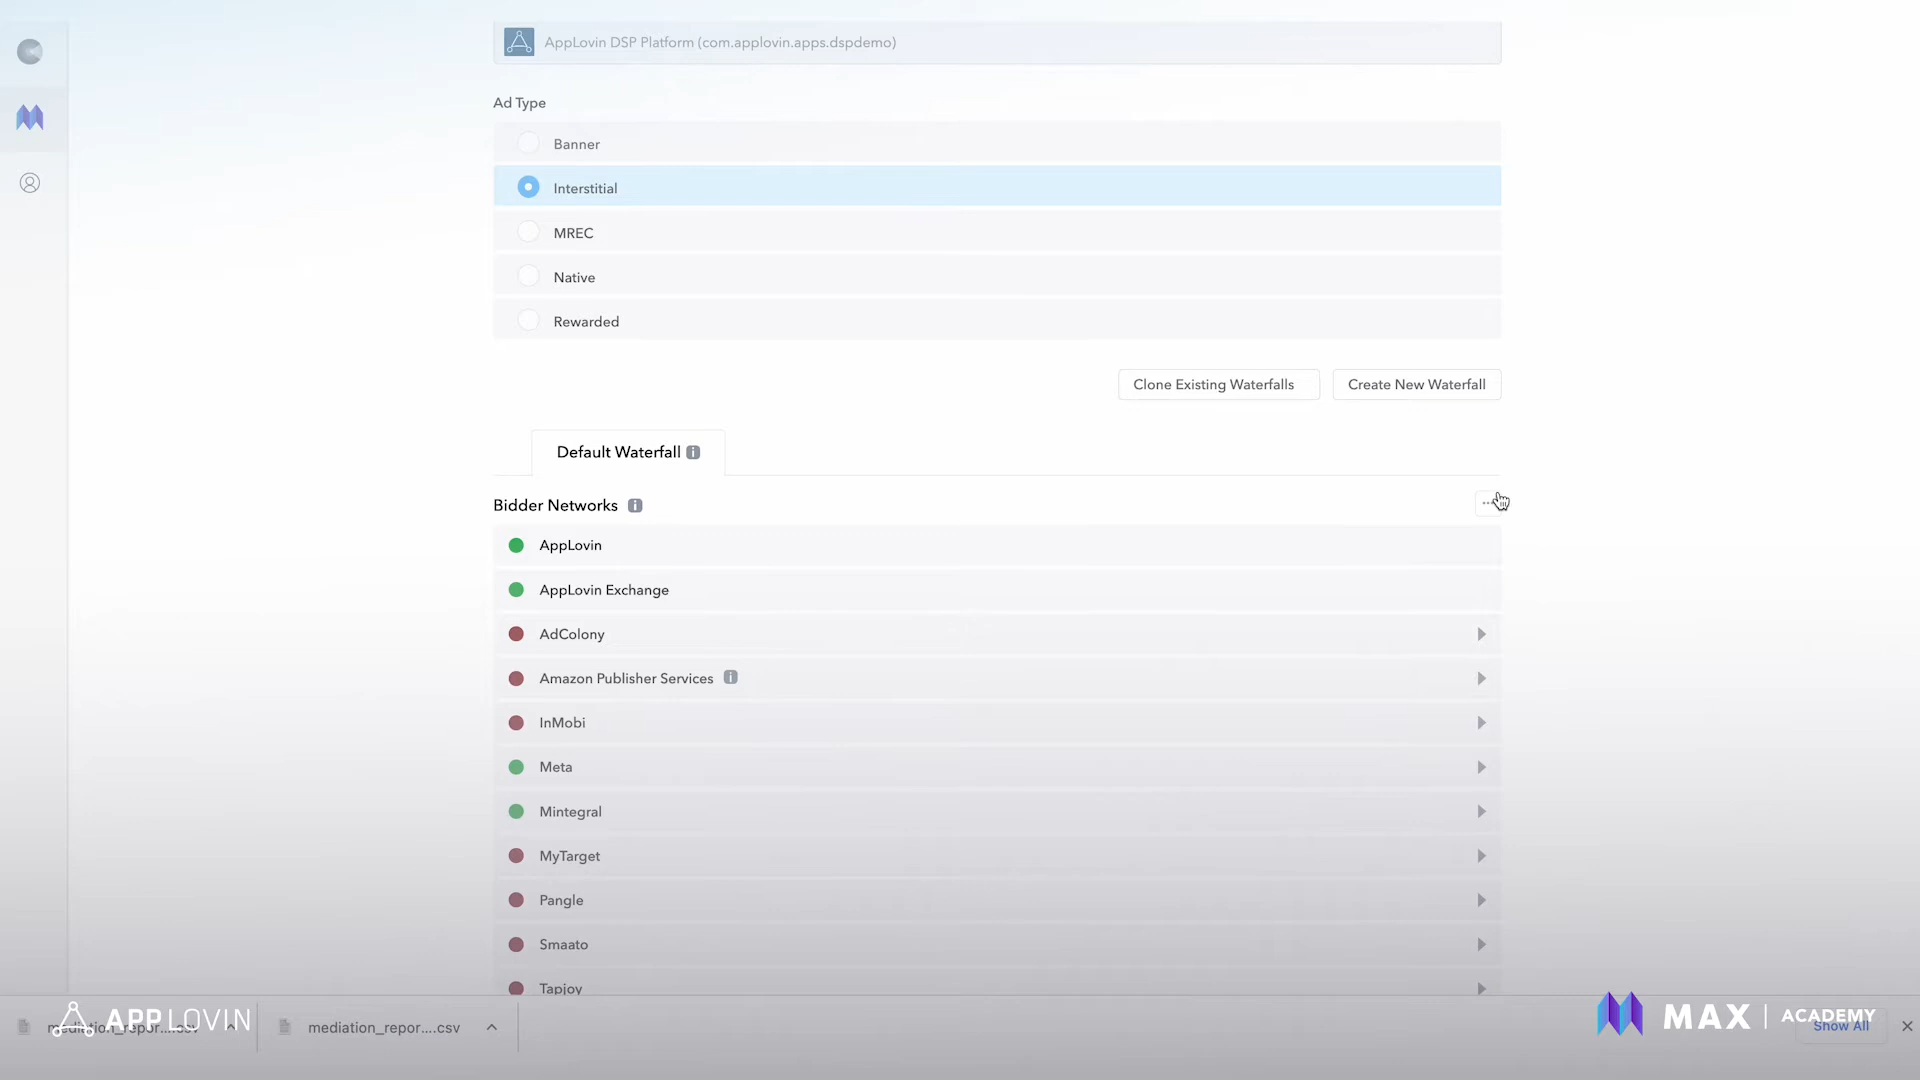 AppLovin DSP Platform (com.applovin.apps.dspdemo)
Ad Type
Banner
Interstitial
MREC
Native
Rewarded
Clone Existing Waterfalls
Create New Waterfall
Default Waterfall
Bidder Networks
AppLovin
AppLovin Exchange
AdColony
Amazon Publisher Services
InMobi
Meta
Mintegral
MyTarget
Pangle
Smaato
Tapjoy
mediation_repor....csv
APPLOVIN
mediation_repor....csv
MAX | ACADEMY
Show All